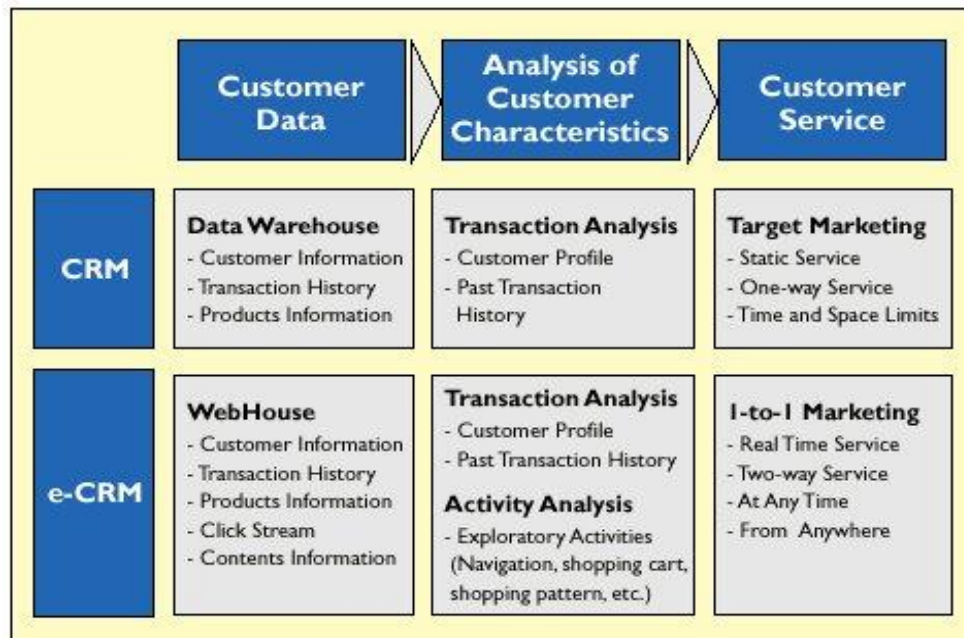 Customer
Data
Analysis of
Customer
Characteristics
Customer
Service
CRM
Data Warehouse
- Customer Information
- Transaction History
- Products Information
Transaction Analysis
- Customer Profile
- Past Transaction
History
Target Marketing
- Static Service
- One-way Service
- Time and Space Limits
e-CRM
WebHouse
- Customer Information
- Transaction History
- Products Information
- Click Stream
- Contents Information
Transaction Analysis
- Customer Profile
- Past Transaction History
Activity Analysis
- Exploratory Activities
(Navigation, shopping cart,
shopping pattern, etc.)
1-to-1 Marketing
- Real Time Service
- Two-way Service
- At Any Time
- From Anywhere